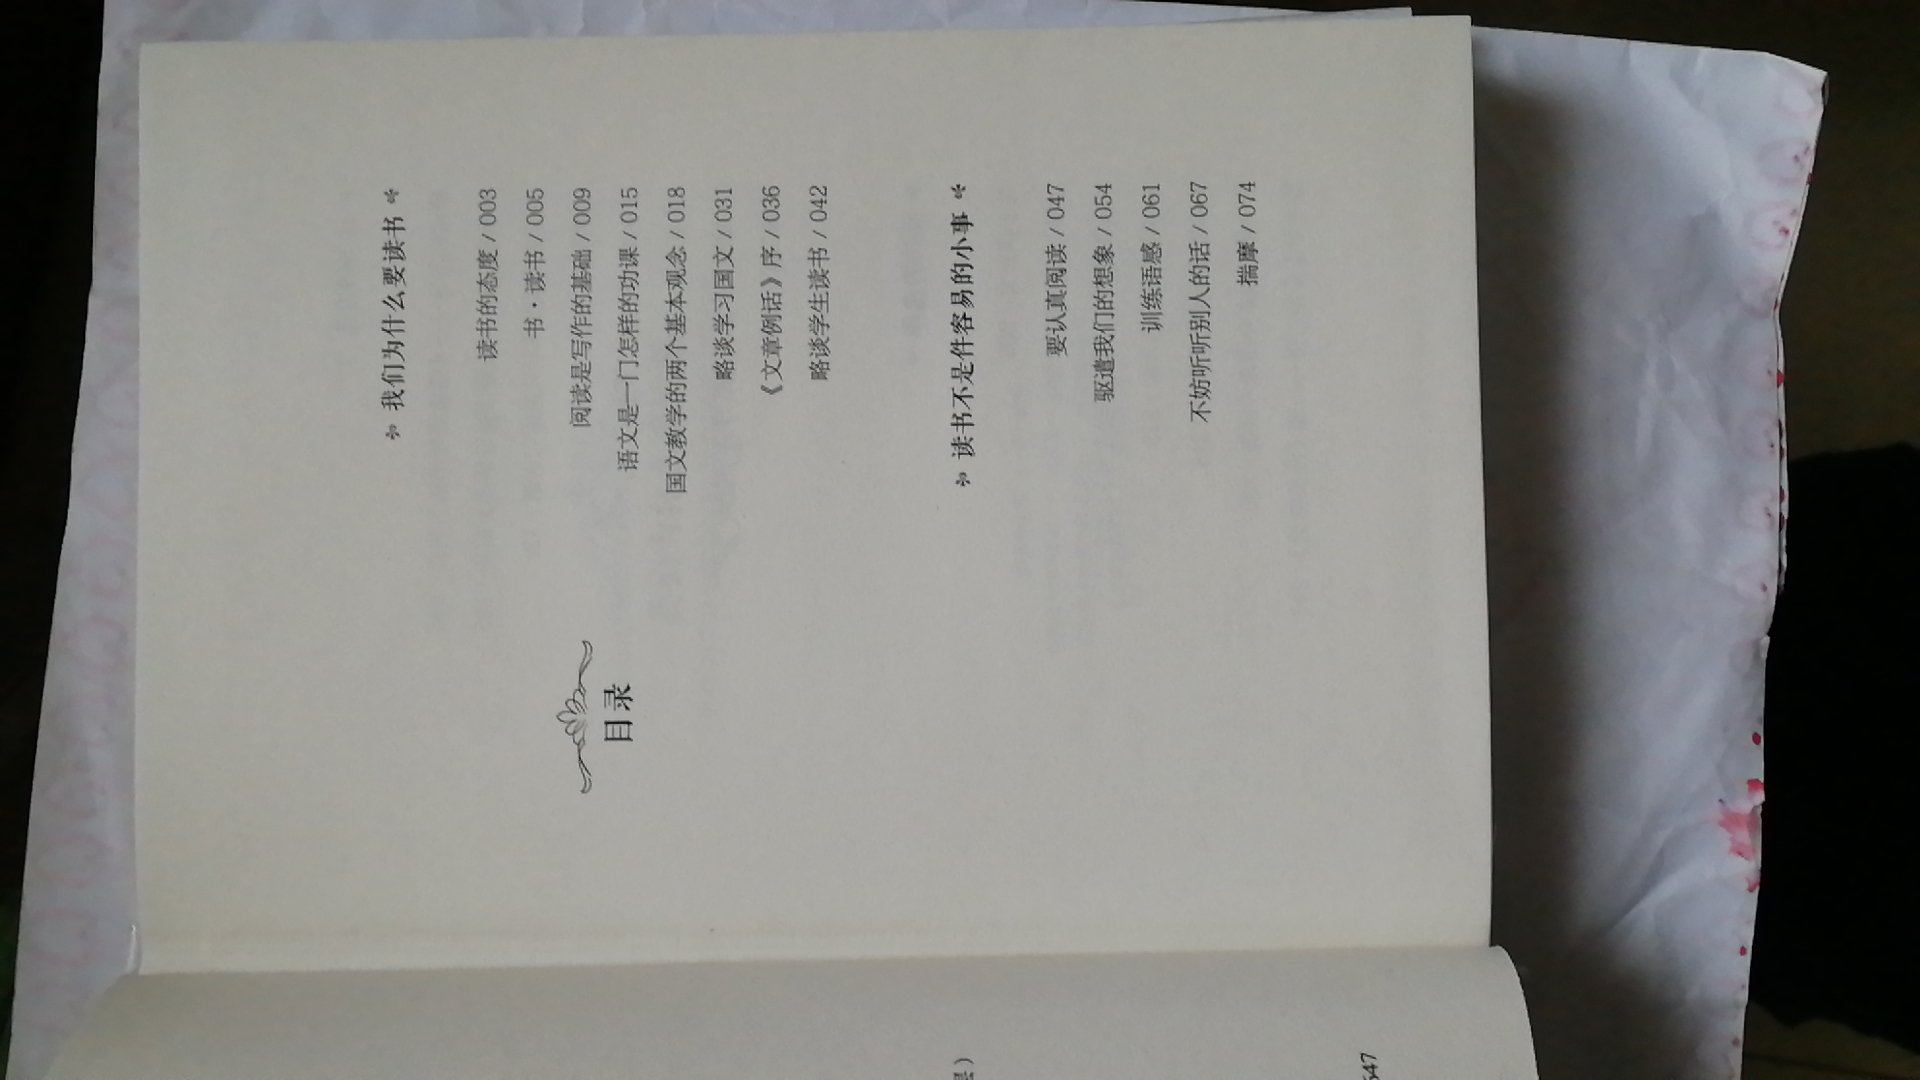 目录
我们为什么要读书
读书的态度 / 003
书·读书 / 005
阅读是写作的基础 / 009
语文是一门怎样的功课 / 015
国文教学的两个基本观念 / 018
略谈学习国文 / 031
《文章例话》序 / 036
略谈学生读书 / 042
读书不是件容易的小事
要认真阅读 / 047
驱遣我们的想象 / 054
训练语感 / 061
不妨听听别人的话 / 067
揣摩 / 074